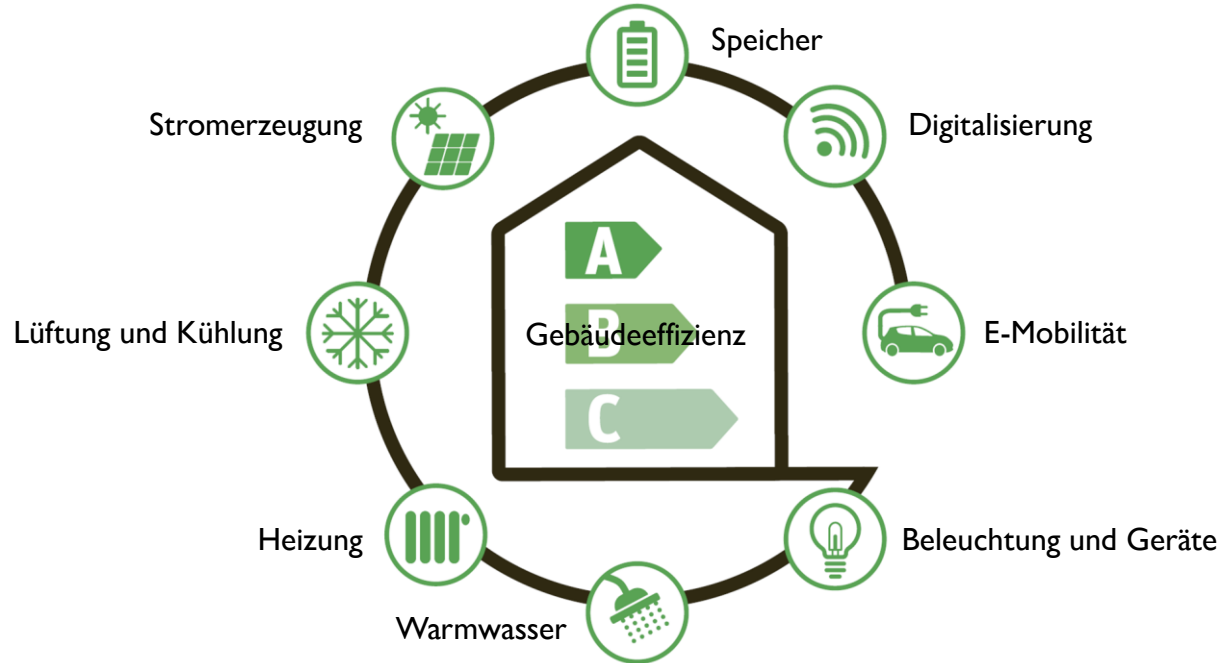 Speicher
Stromerzeugung
Digitalisierung
A
Lüftung und Kühlung
B
Gebäudeeffizienz
E-Mobilität
C
Heizung
Beleuchtung und Geräte
Warmwasser